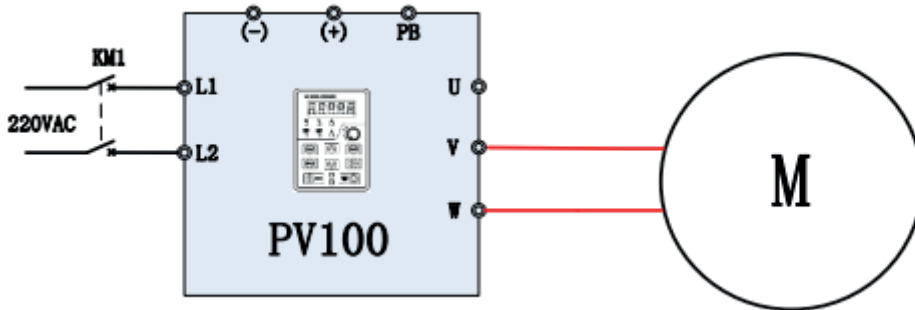 (-) (+) PB
KM1
L1
U
220VAC
V
L2
W
M
PV100